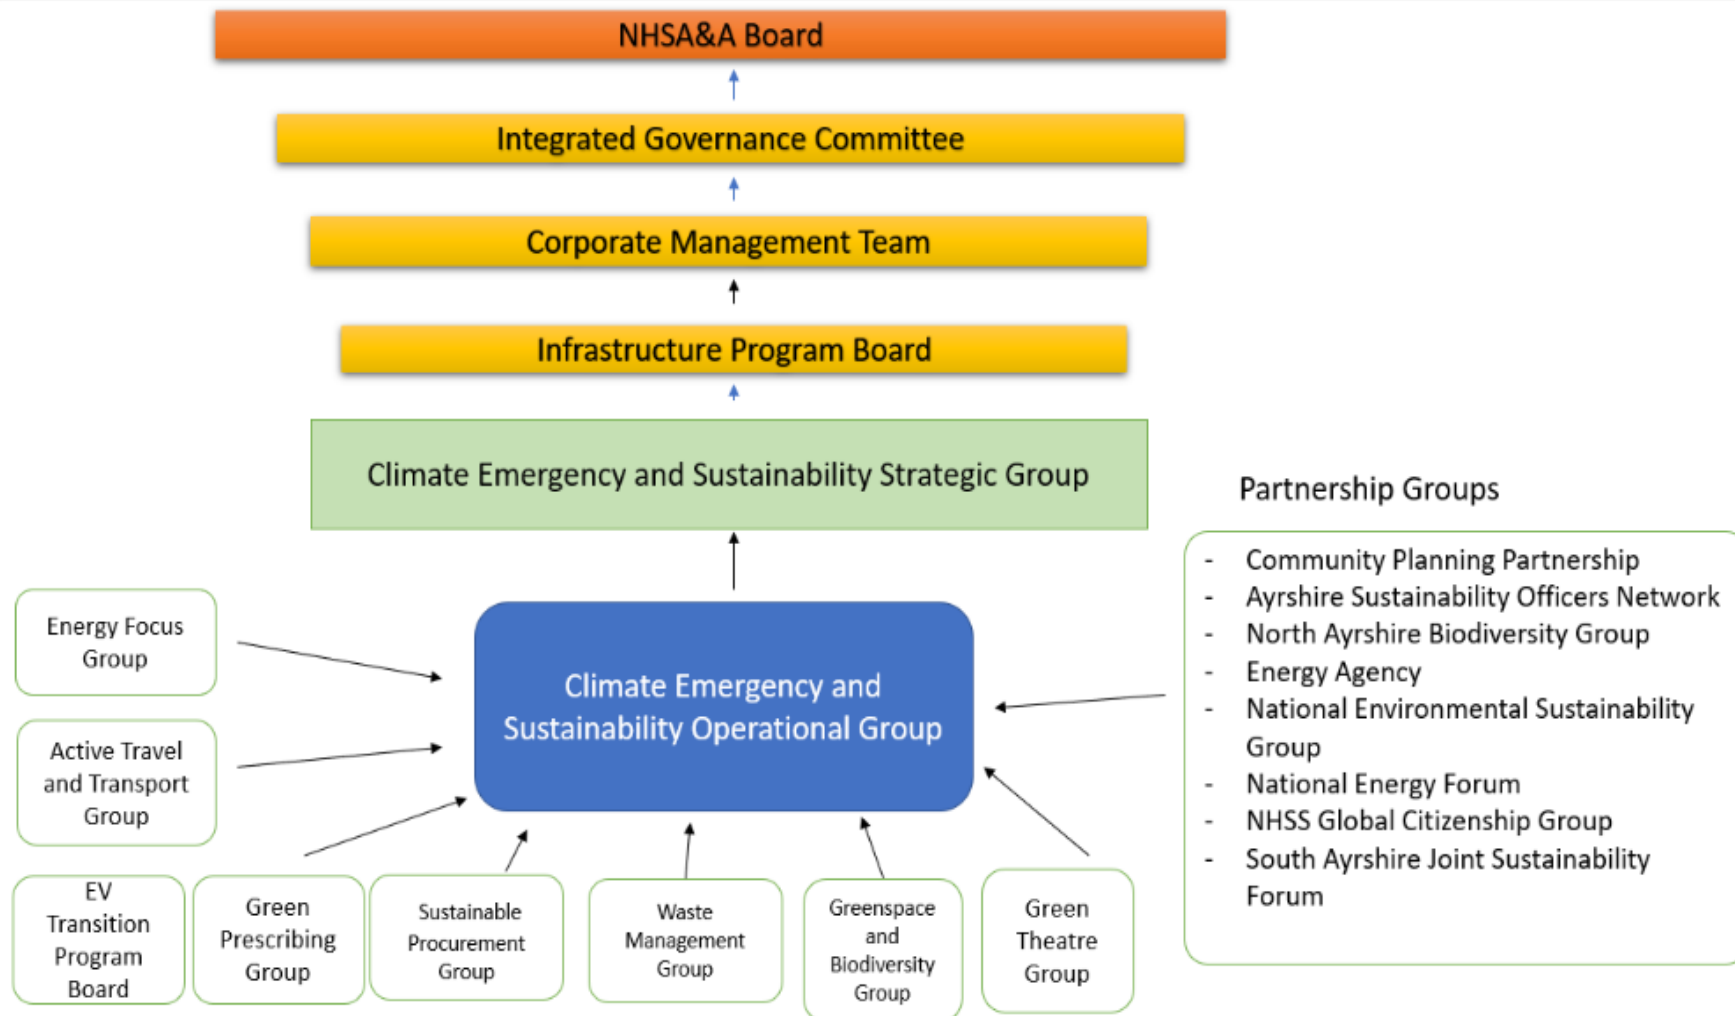 NHSA&A Board
Integrated Governance Committee
Corporate Management Team
Infrastructure Program Board
Climate Emergency and Sustainability Strategic Group
Partnership Groups
- Community Planning Partnership
- Ayrshire Sustainability Officers Network
- North Ayrshire Biodiversity Group
- Energy Agency
- National Environmental Sustainability
Group
- National Energy Forum
- NHSS Global Citizenship Group
- South Ayrshire Joint Sustainability
Forum
Energy Focus
Group
Climate Emergency and
Sustainability Operational Group
Active Travel
and Transport
Group
EV
Transition
Program
Board
Green
Prescribing
Group
Sustainable
Procurement
Group
Waste
Management
Group
Greenspace
and
Biodiversity
Group
Green
Theatre
Group